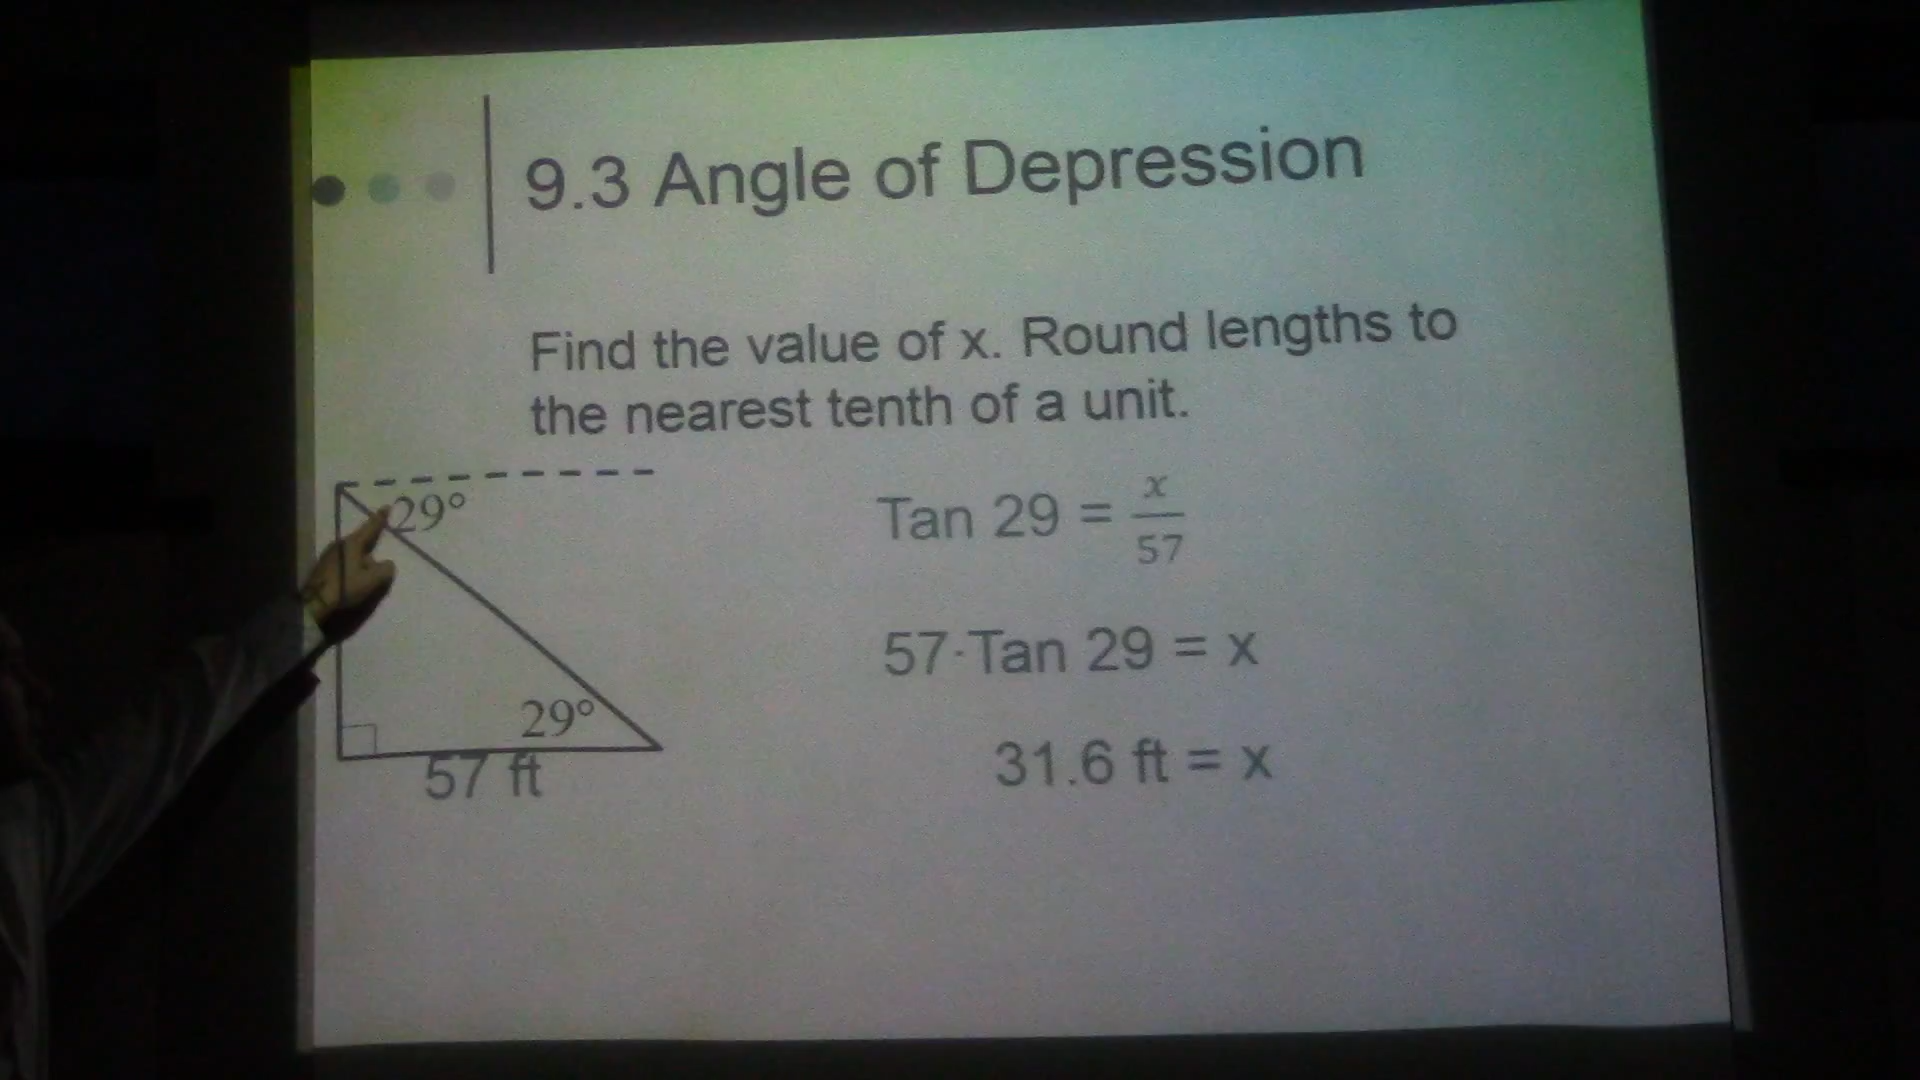 9.3 Angle of Depression
Find the value of x. Round lengths to
the nearest tenth of a unit.
29°
29°
57 ft
Tan 29 = x/57
57·Tan 29 = x
31.6 ft = x